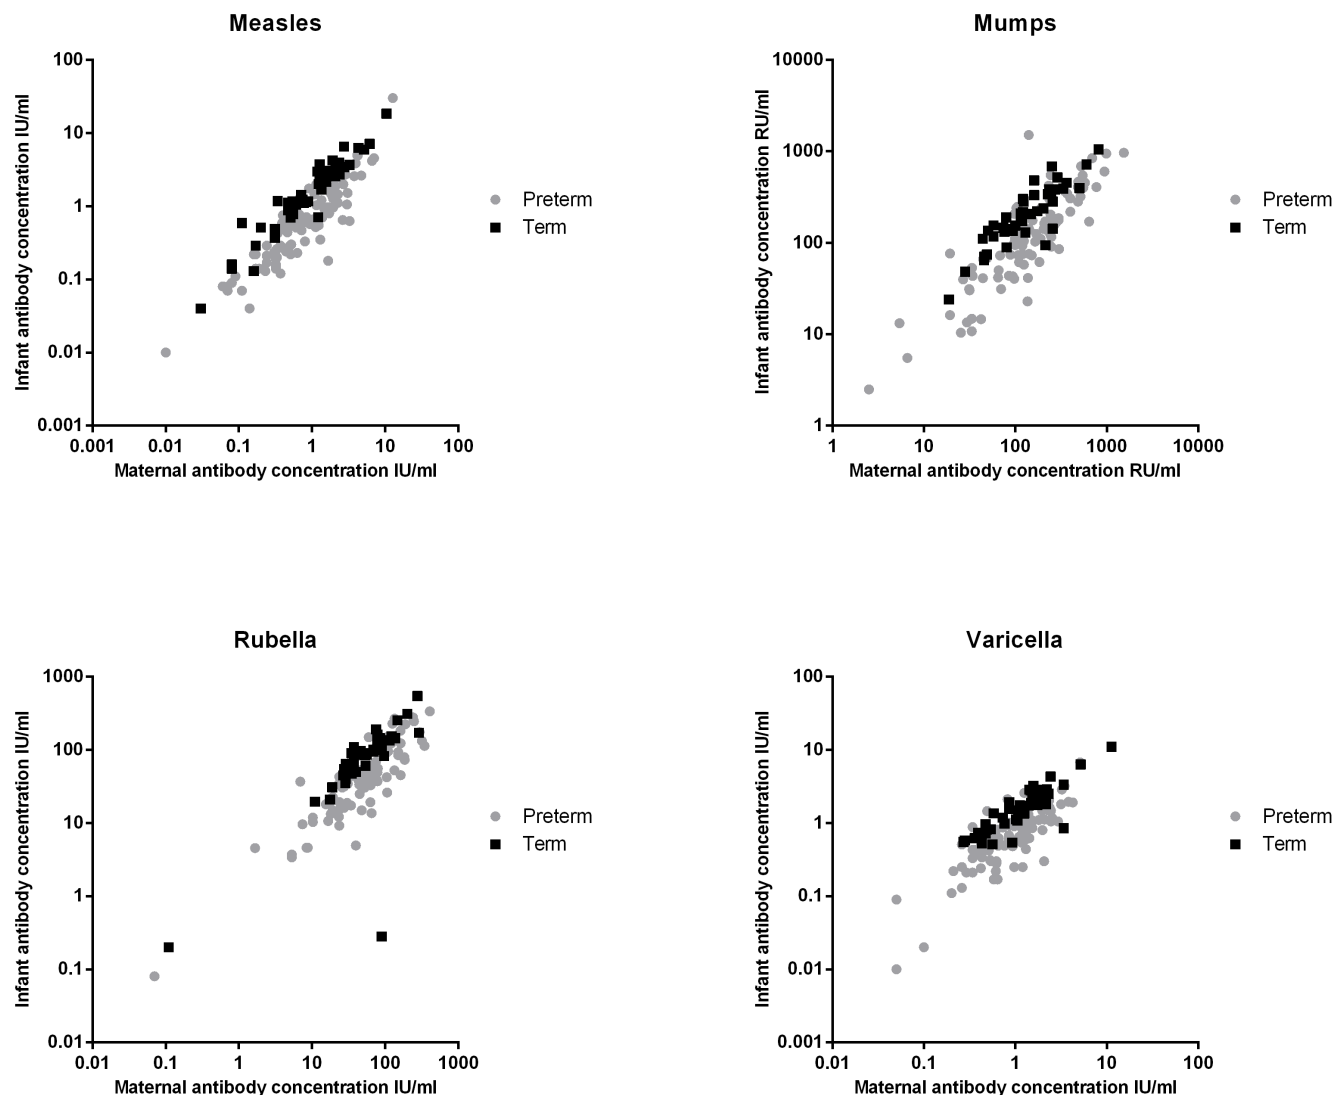 Measles
100
10
1
0.1
0.01
0.001
0.001 0.01 0.1 1 10 100
Infant antibody concentration IU/ml
Maternal antibody concentration IU/ml
Preterm
Term
Mumps
10000
1000
100
10
1
1 10 100 1000 10000
Infant antibody concentration RU/ml
Maternal antibody concentration RU/ml
Preterm
Term
Rubella
1000
100
10
1
0.1
0.01
0.01 0.1 1 10 100 1000
Infant antibody concentration IU/ml
Maternal antibody concentration IU/ml
Preterm
Term
Varicella
100
10
1
0.1
0.01
0.001
0.01 0.1 1 10 100
Infant antibody concentration IU/ml
Maternal antibody concentration IU/ml
Preterm
Term